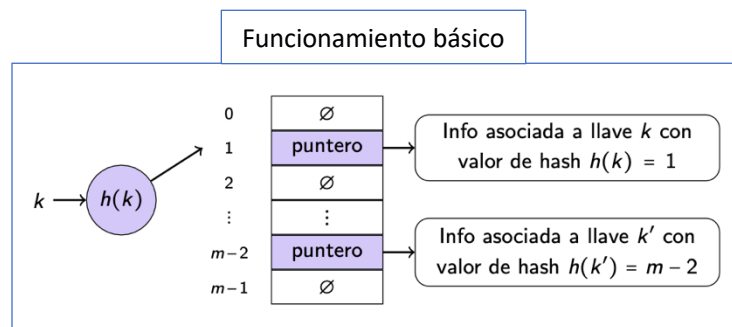 Funcionamiento básico
0 ∅
k h(k) 1 puntero Info asociada a llave k con
valor de hash h(k) = 1
2 ∅
⋮ ⋮
m−2 puntero Info asociada a llave k′ con
valor de hash h(k′) = m − 2
m−1 ∅